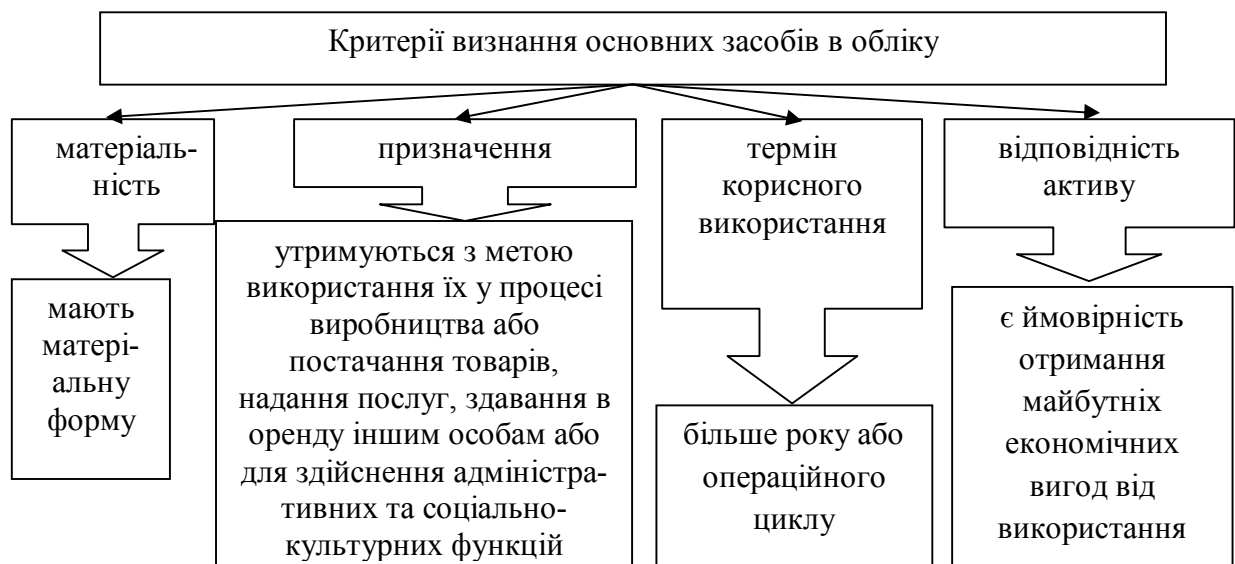 Критерії визнання основних засобів в обліку
матеріаль-
ність
призначення
термін
корисного
використання
відповідність
активу
мають
матері-
альну
форму
утримуються з метою
використання їх у процесі
виробництва або
постачання товарів,
надання послуг, здавання в
оренду іншим особам або
для здійснення адміністра-
тивних та соціально-
культурних функцій
більше року або
операційного
циклу
є ймовірність
отримання
майбутніх
економічних
вигод від
використання